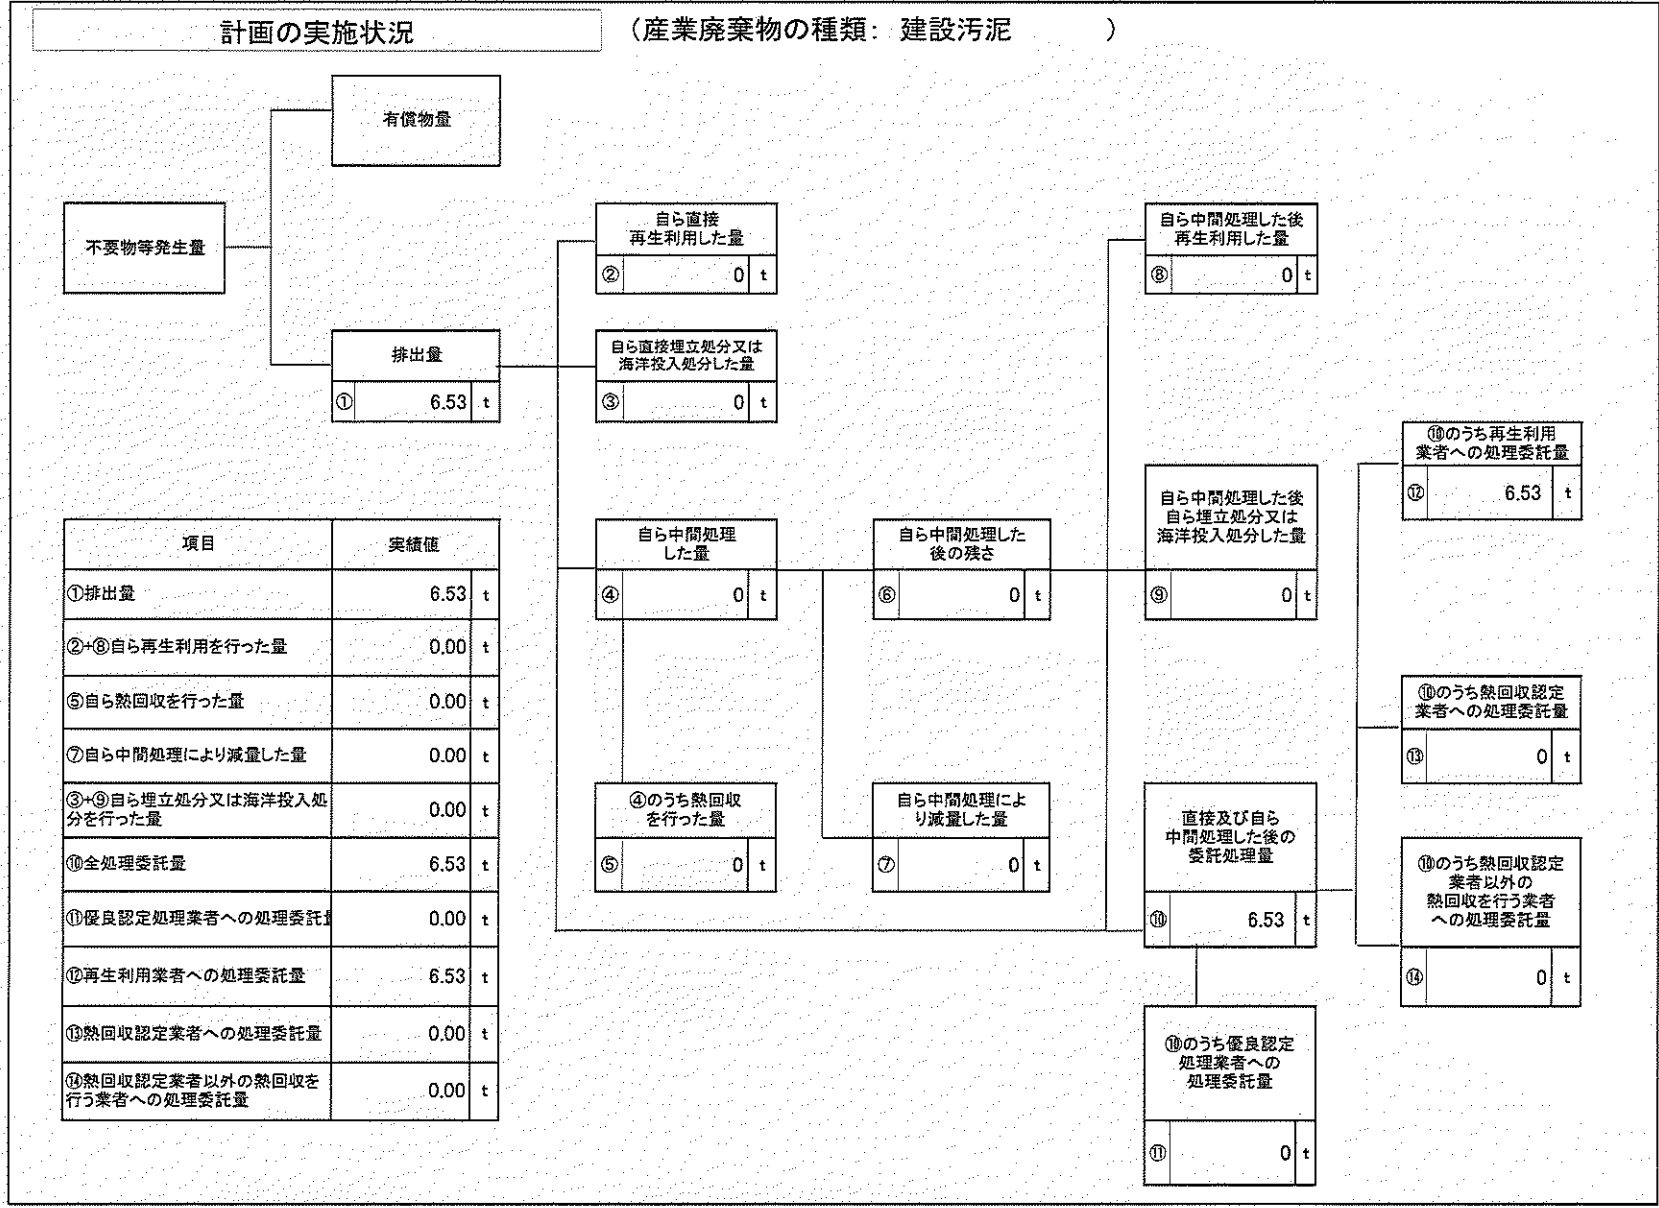 計画の実施状況
(産業廃棄物の種類: 建設汚泥 )
有償物量
不要物等発生量
排出量
① 6.53 t
自ら直接
再生利用した量
② 0 t
自ら直接埋立処分又は
海洋投入処分した量
③ 0 t
自ら中間処理
した量
④ 0 t
④のうち熱回収
を行った量
⑤ 0 t
自ら中間処理した
後の残さ
⑥ 0 t
自ら中間処理によ
り減量した量
⑦ 0 t
自ら中間処理した後
再生利用した量
⑧ 0 t
自ら中間処理した後
自ら埋立処分又は
海洋投入処分した量
⑨ 0 t
直接及び自ら
中間処理した後の
委託処理量
⑩ 6.53 t
⑩のうち優良認定
処理業者への
処理委託量
⑪ 0 t
⑩のうち再生利用
業者への処理委託量
⑫ 6.53 t
⑩のうち熱回収認定
業者への処理委託量
⑬ 0 t
⑩のうち熱回収認定
業者以外の
熱回収を行う業者
への処理委託量
⑭ 0 t
項目 実績値
①排出量 6.53 t
②+⑧自ら再生利用を行った量 0.00 t
⑤自ら熱回収を行った量 0.00 t
⑦自ら中間処理により減量した量 0.00 t
③+⑨自ら埋立処分又は海洋投入処
分を行った量 0.00 t
⑩全処理委託量 6.53 t
⑪優良認定処理業者への処理委託 0.00 t
⑫再生利用業者への処理委託量 6.53 t
⑬熱回収認定業者への処理委託量 0.00 t
⑭熱回収認定業者以外の熱回収を
行う業者への処理委託量 0.00 t